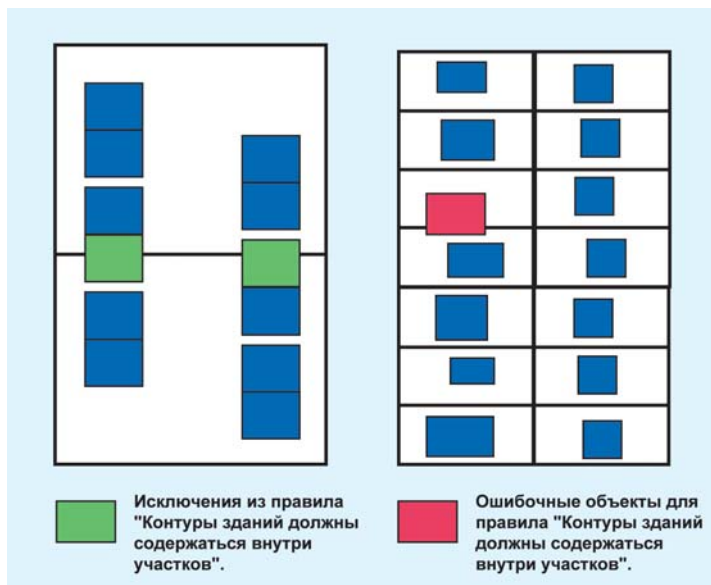 Исключения из правила
"Контуры зданий должны
содержаться внутри
участков".
Ошибочные объекты для
правила "Контуры зданий
должны содержаться
внутри участков".